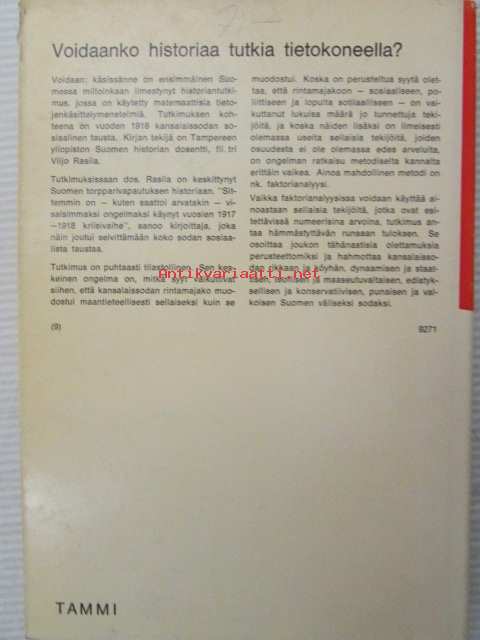 7,-
Voidaanko historiaa tutkia tietokoneella?
Voidaan: käsissänne on ensimmäinen Suo-
messa milloinkaan ilmestynyt historiantutki-
mus, jossa on käytetty matemaattisia tieto-
jenkäsittelymenetelmiä. Tutkimuksen koh-
teena on vuoden 1918 kansalaissodan so-
siaalinen tausta. Kirjan tekijä on Tampereen
yliopiston Suomen historian dosentti, fil. tri
Viljo Rasila.
Tutkimuksissaan dos. Rasila on keskittynyt
Suomen torpparivapautuksen historiaan. "Sit-
temmin on — kuten saattoi arvatakin — vi-
saisimmaksi ongelmaksi käynyt vuosien 1917
—1918 kriisivaihe", sanoo kirjoittaja, joka
näin joutui selvittämään koko sodan sosiaa-
lista taustaa.
Tutkimus on puhtaasti tilastollinen. Sen kes-
keinen ongelma on, mitkä syyt vaikuttivat
siihen, että kansalaissodan rintamajako muo-
dostui maantieteellisesti sellaiseksi kuin se
muodostui. Koska on perusteltua syytä olet-
taa, että rintamajakoon — sosiaaliseen, po-
liittiseen ja lopulta sotilaalliseen — on vai-
kuttanut lukuisa määrä jo tunnettuja teki-
jöitä, ja koska näiden lisäksi on ilmeisesti
olemassa useita sellaisia tekijöitä, joiden
osuudesta ei ole olemassa edes arveluita,
on ongelman ratkaisu metodiselta kannalta
erittäin vaikea. Ainoa mahdollinen metodi on
nk. faktorianalyysi.
Vaikka faktorianalyysissa voidaan käyttää ai-
noastaan sellaisia tekijöitä, jotka ovat esi-
tettävissä numeerisina arvoina, tutkimus an-
taa hämmästyttävän runsaan tuloksen. Se
osoittaa joukon tähänastisia olettamuksia
perusteettomiksi ja hahmottaa kansalaisso-
dan rikkaan ja köyhän, dynaamisen ja staat-
tisen, teollisen ja maaseutuvaltaisen, edistyk-
sellisen ja konservatiivisen, punaisen ja val-
koisen Suomen väliseksi sodaksi.
(9)
8271
antikvariaatti.net
TAMMI